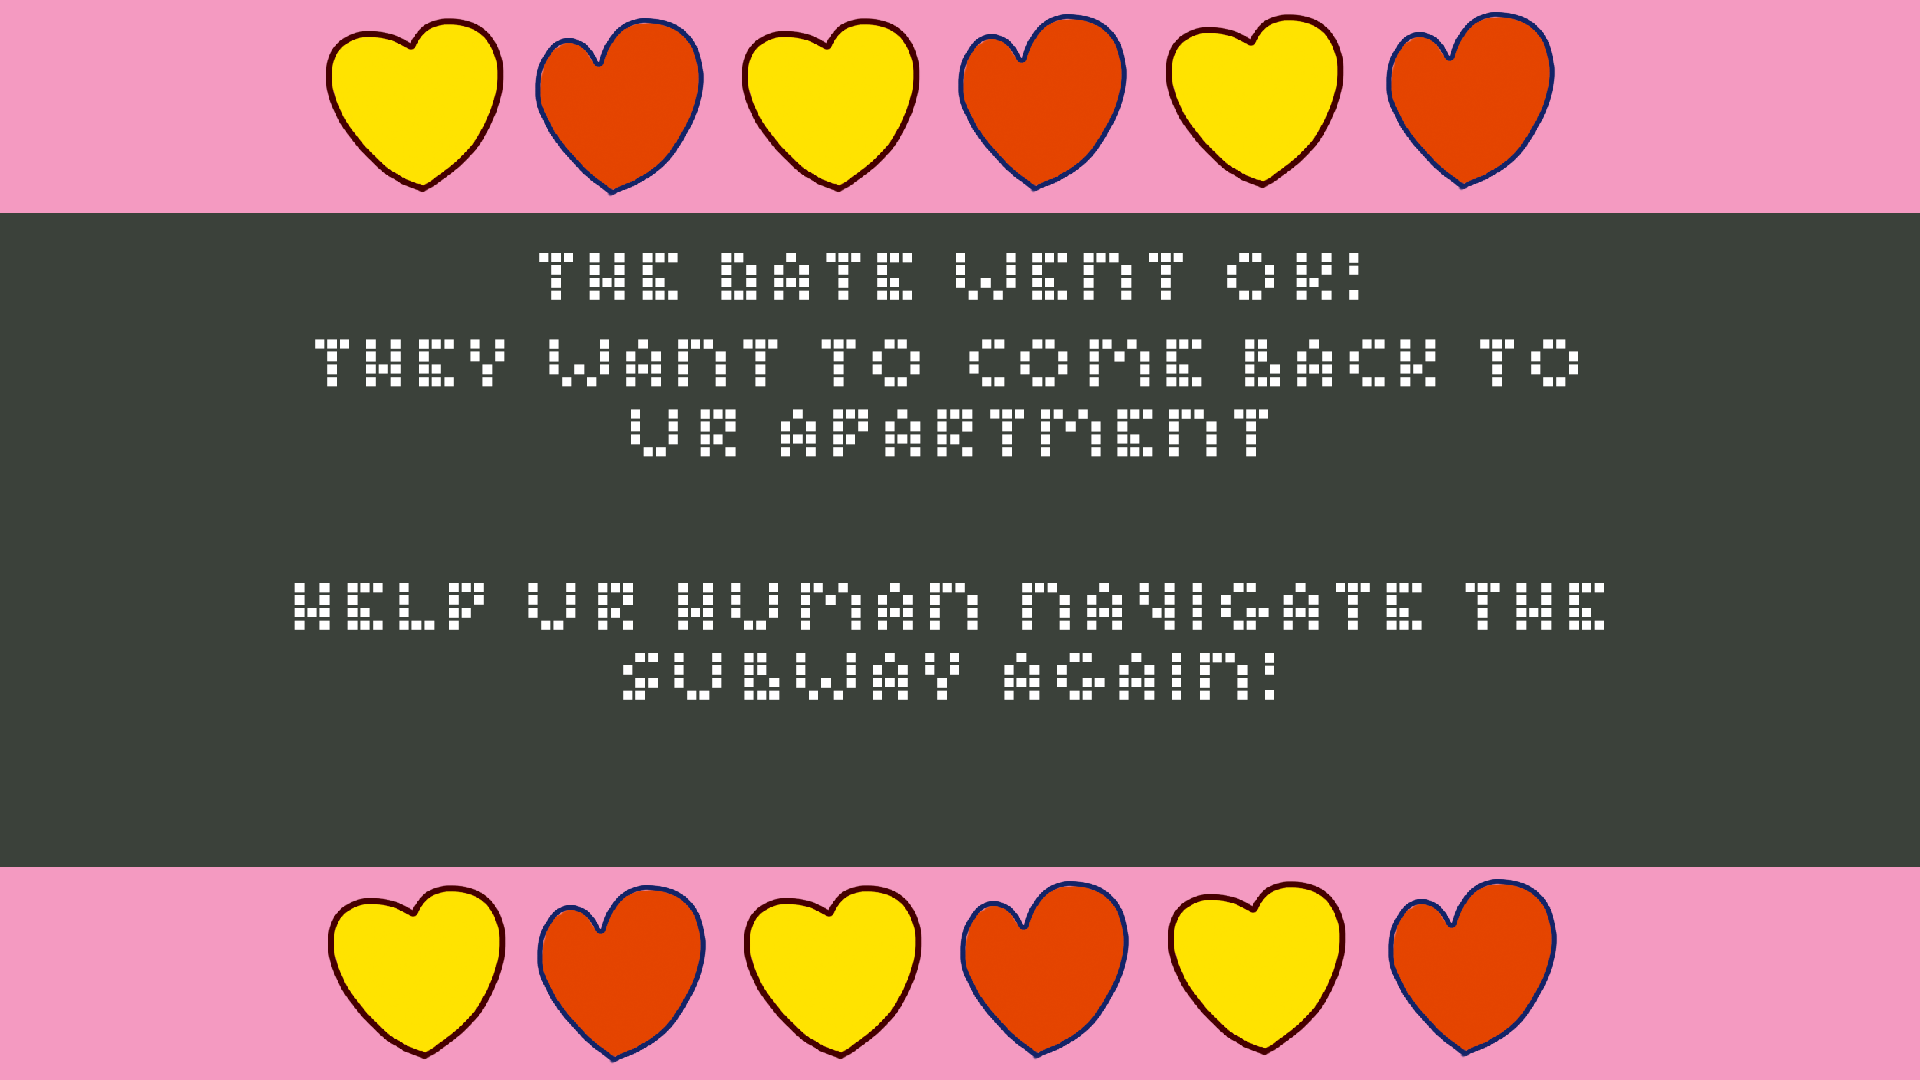 THE DATE WENT OK!
THEY WANT TO COME BACK TO
UR APARTMENT
HELP UR HUMAN NAVIGATE THE
SUBWAY AGAIN!